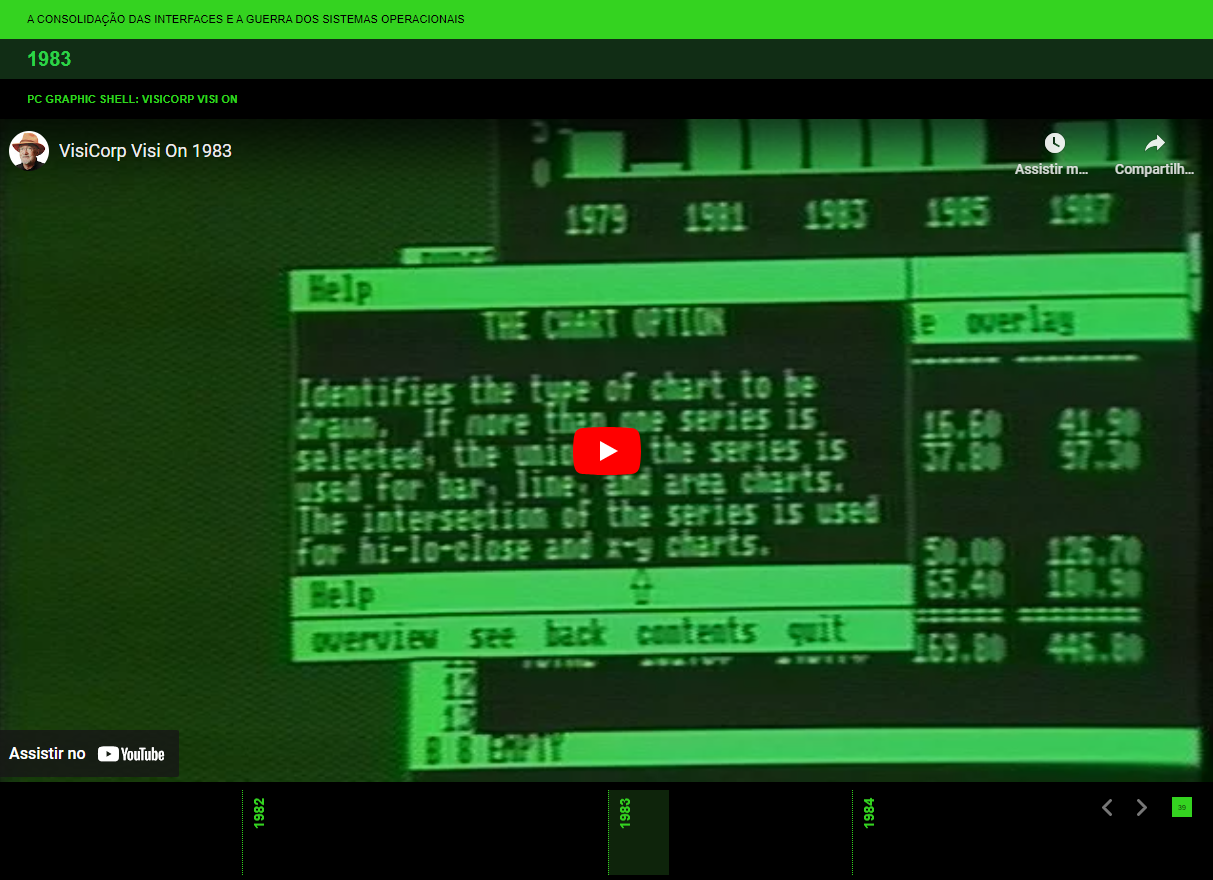 A CONSOLIDAÇÃO DAS INTERFACES E A GUERRA DOS SISTEMAS OPERACIONAIS
1983
PC GRAPHIC SHELL: VISICORP VISI ON
VisiCorp Visi On 1983
Assistir m...
Compartilh...
1979 1981 1983 1985 1987
Help
THE CHART OPTION
e overlay
Identifies the type of chart to be
drawn. If more than one series is
selected, the the series is
used for bar, line, and area charts.
The intersection of the series is used
for hi-lo-close and x-y charts.
16.60 41.90
37.80 97.30
50.00 126.70
65.40 180.90
169.80 446.80
Help
overview see back contents quit
EMPTY
Assistir no YouTube
1982
1983
1984
39